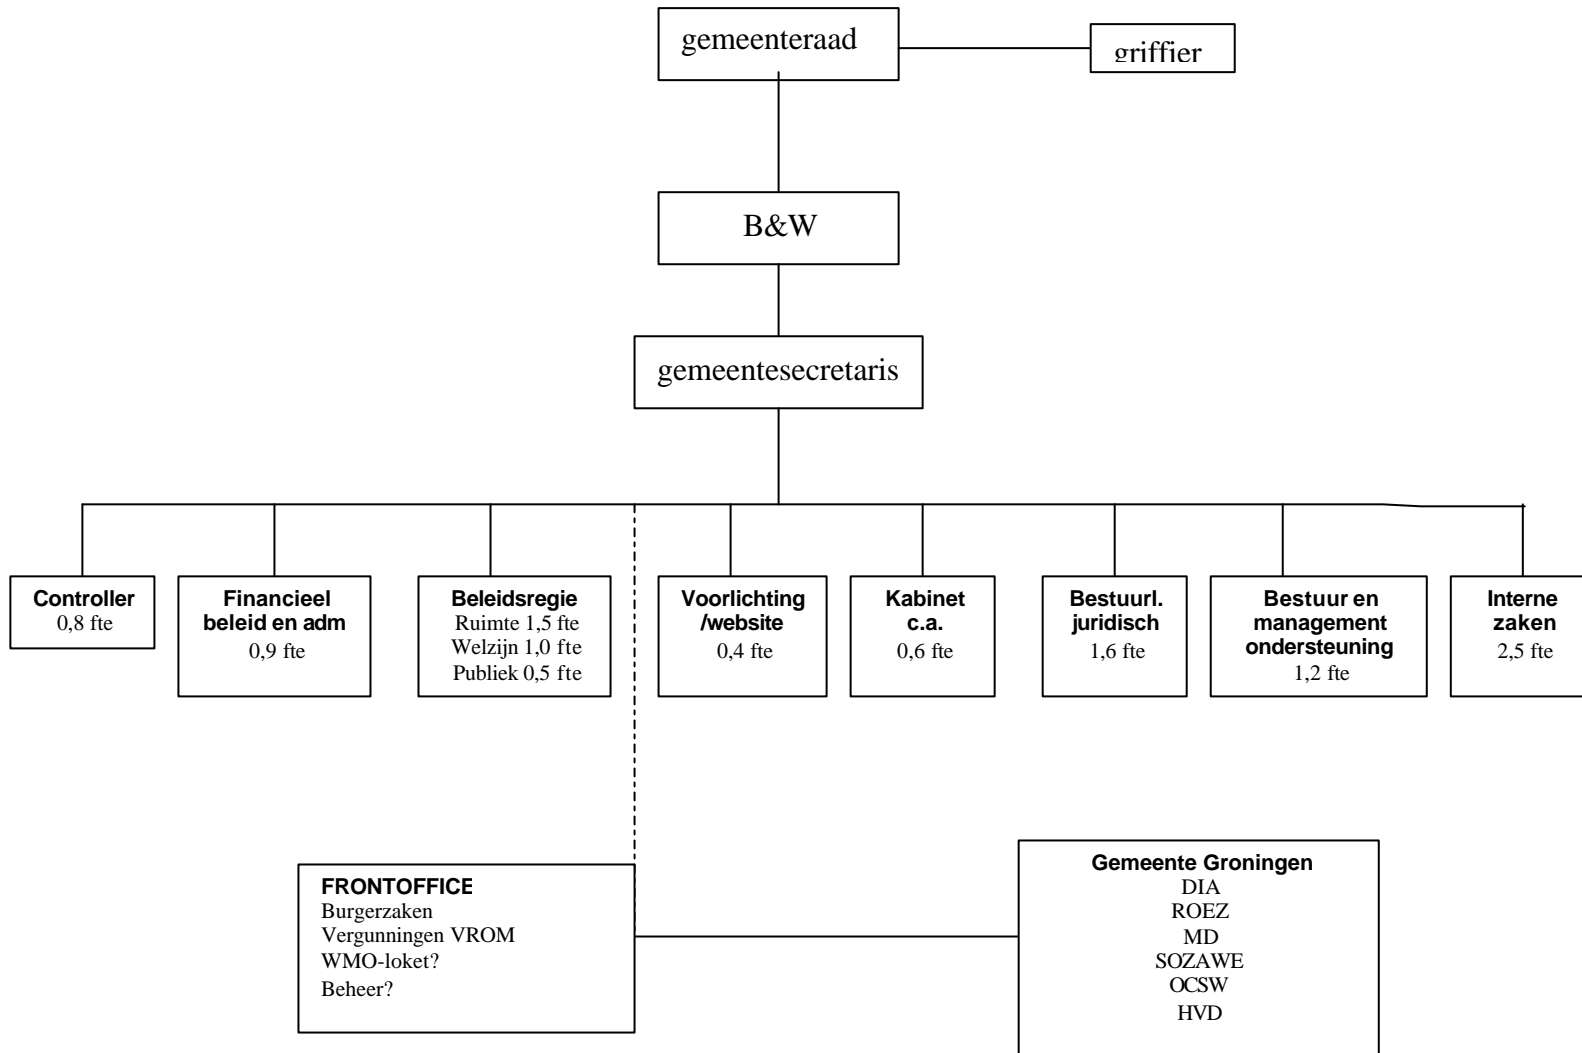 gemeenteraad
griffier
B&W
gemeentesecretaris
Controller
0,8 fte
Financieel
beleid en adm
0,9 fte
Beleidsregie
Ruimte 1,5 fte
Welzijn 1,0 fte
Publiek 0,5 fte
Voorlichting
/website
0,4 fte
Kabinet
c.a.
0,6 fte
Bestuurl.
juridisch
1,6 fte
Bestuur en
management
ondersteuning
1,2 fte
Interne
zaken
2,5 fte
FRONTOFFICE
Burgerzaken
Vergunningen VROM
WMO-loket?
Beheer?
Gemeente Groningen
DIA
ROEZ
MD
SOZAWE
OCSW
HVD